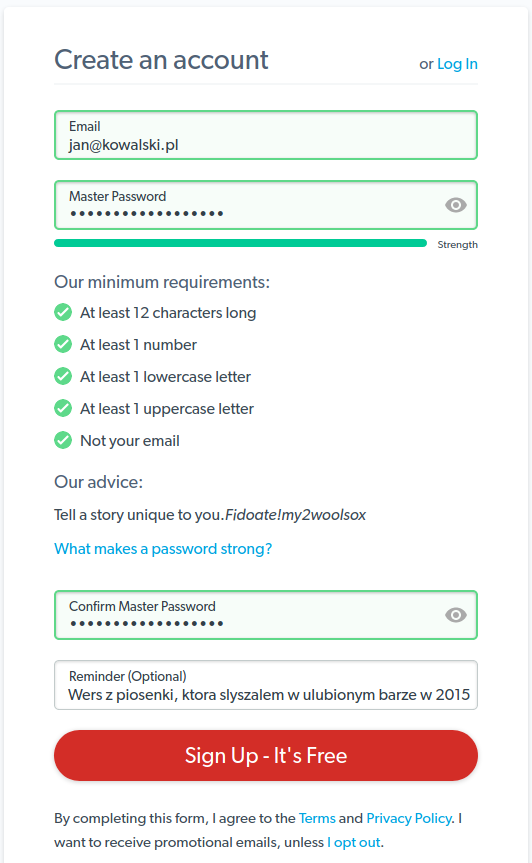 Create an account
or Log In
Email
jan@kowalski.pl
Master Password
••••••••••••••••••
Strength
Our minimum requirements:
At least 12 characters long
At least 1 number
At least 1 lowercase letter
At least 1 uppercase letter
Not your email
Our advice:
Tell a story unique to you.Fidoate!my2woolsox
What makes a password strong?
Confirm Master Password
••••••••••••••••••
Reminder (Optional)
Wers z piosenki, ktora slyszalem w ulubionym barze w 2015
Sign Up - It's Free
By completing this form, I agree to the Terms and Privacy Policy. I
want to receive promotional emails, unless I opt out.